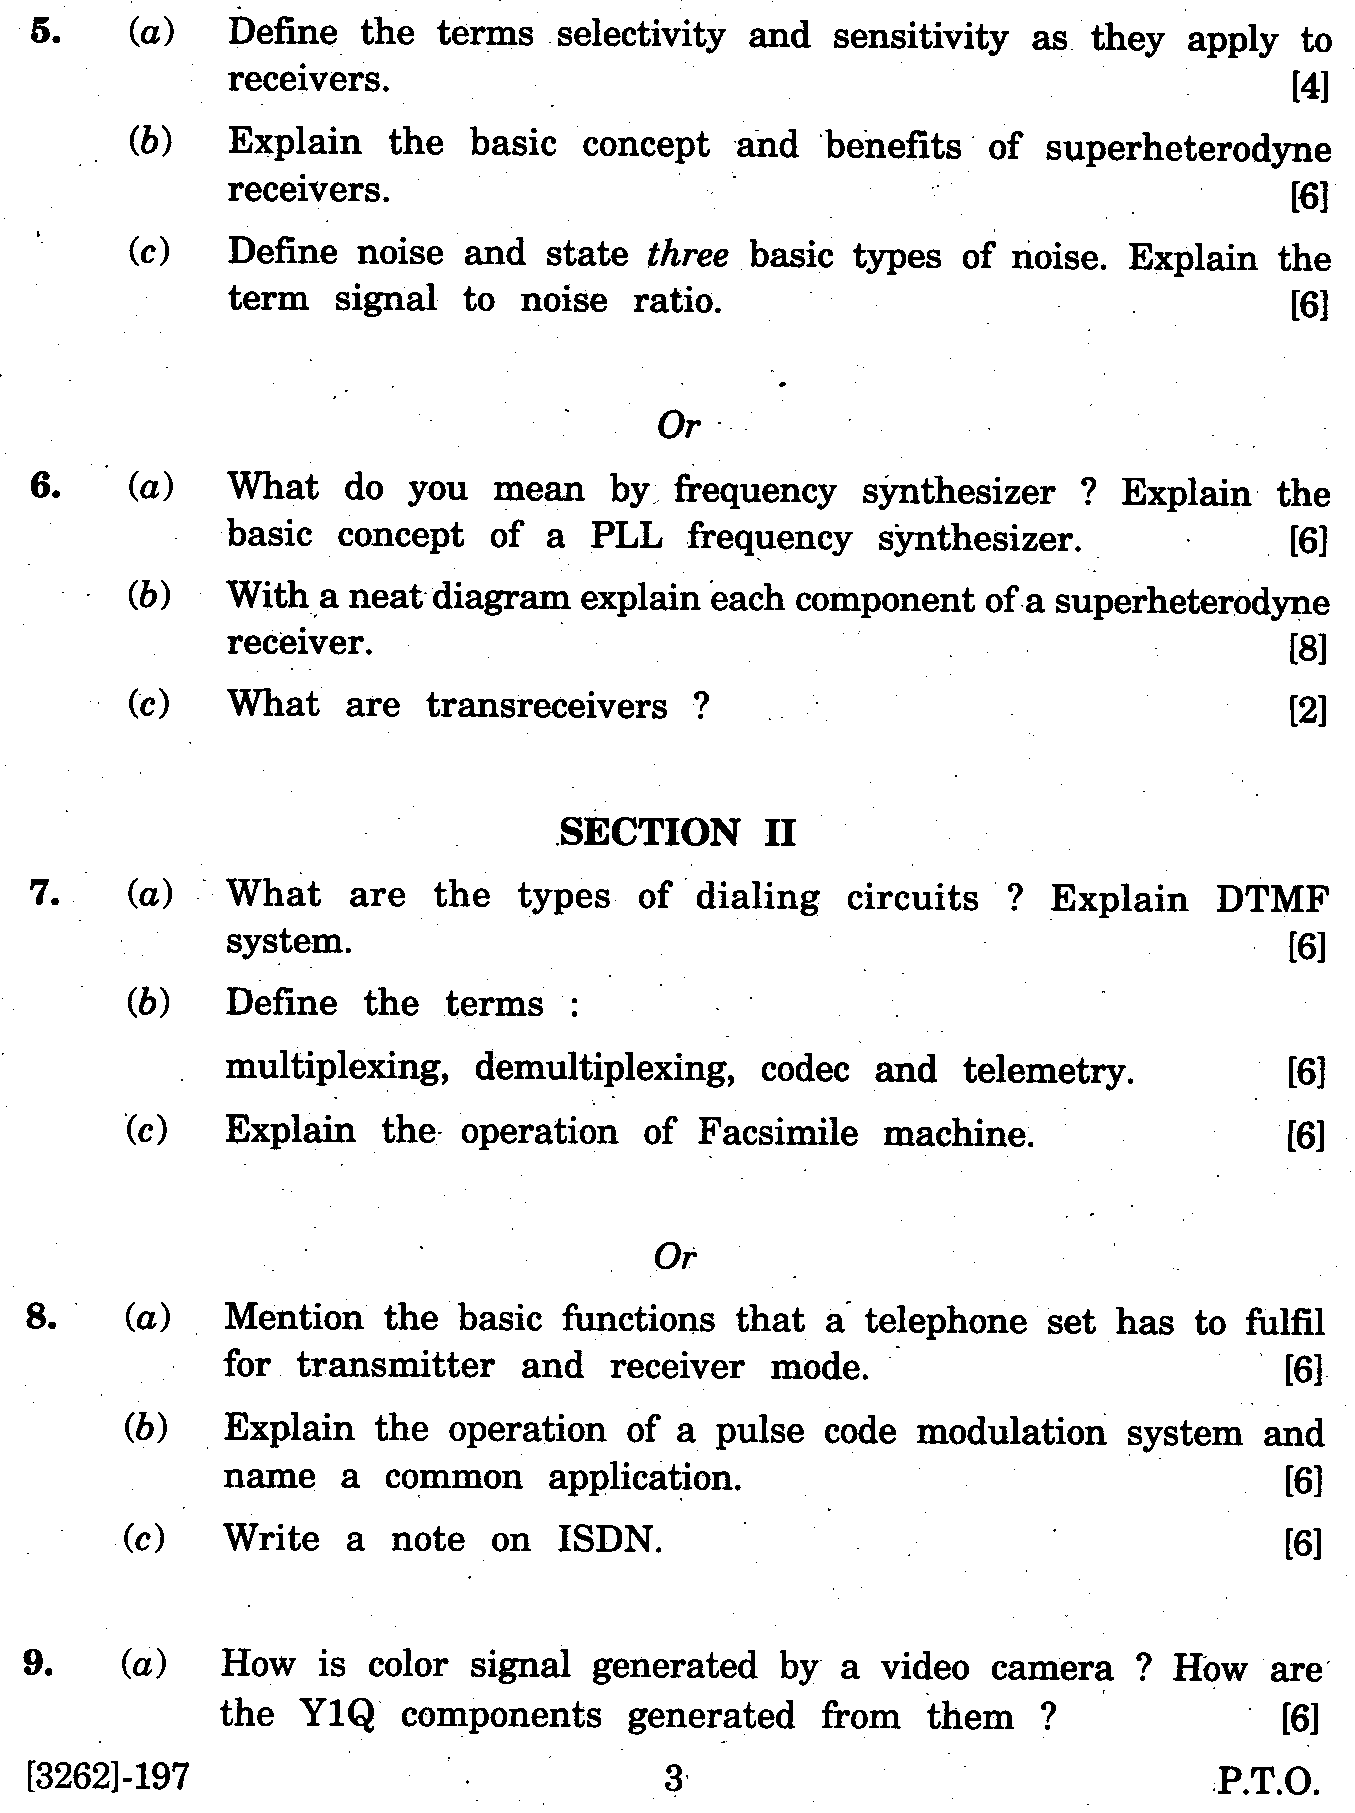 5. (a) Define the terms selectivity and sensitivity as they apply to
receivers. [4]
(b) Explain the basic concept and benefits of superheterodyne
receivers. [6]
(c) Define noise and state three basic types of noise. Explain the
term signal to noise ratio. [6]
Or
6. (a) What do you mean by frequency synthesizer ? Explain the
basic concept of a PLL frequency synthesizer. [6]
(b) With a neat diagram explain each component of a superheterodyne
receiver. [8]
(c) What are transreceivers ? [2]
SECTION II
7. (a) What are the types of dialing circuits ? Explain DTMF
system. [6]
(b) Define the terms :
multiplexing, demultiplexing, codec and telemetry. [6]
(c) Explain the operation of Facsimile machine. [6]
Or
8. (a) Mention the basic functions that a telephone set has to fulfil
for transmitter and receiver mode. [6]
(b) Explain the operation of a pulse code modulation system and
name a common application. [6]
(c) Write a note on ISDN. [6]
9. (a) How is color signal generated by a video camera ? How are
the Y1Q components generated from them ? [6]
[3262]-197 3 P.T.O.